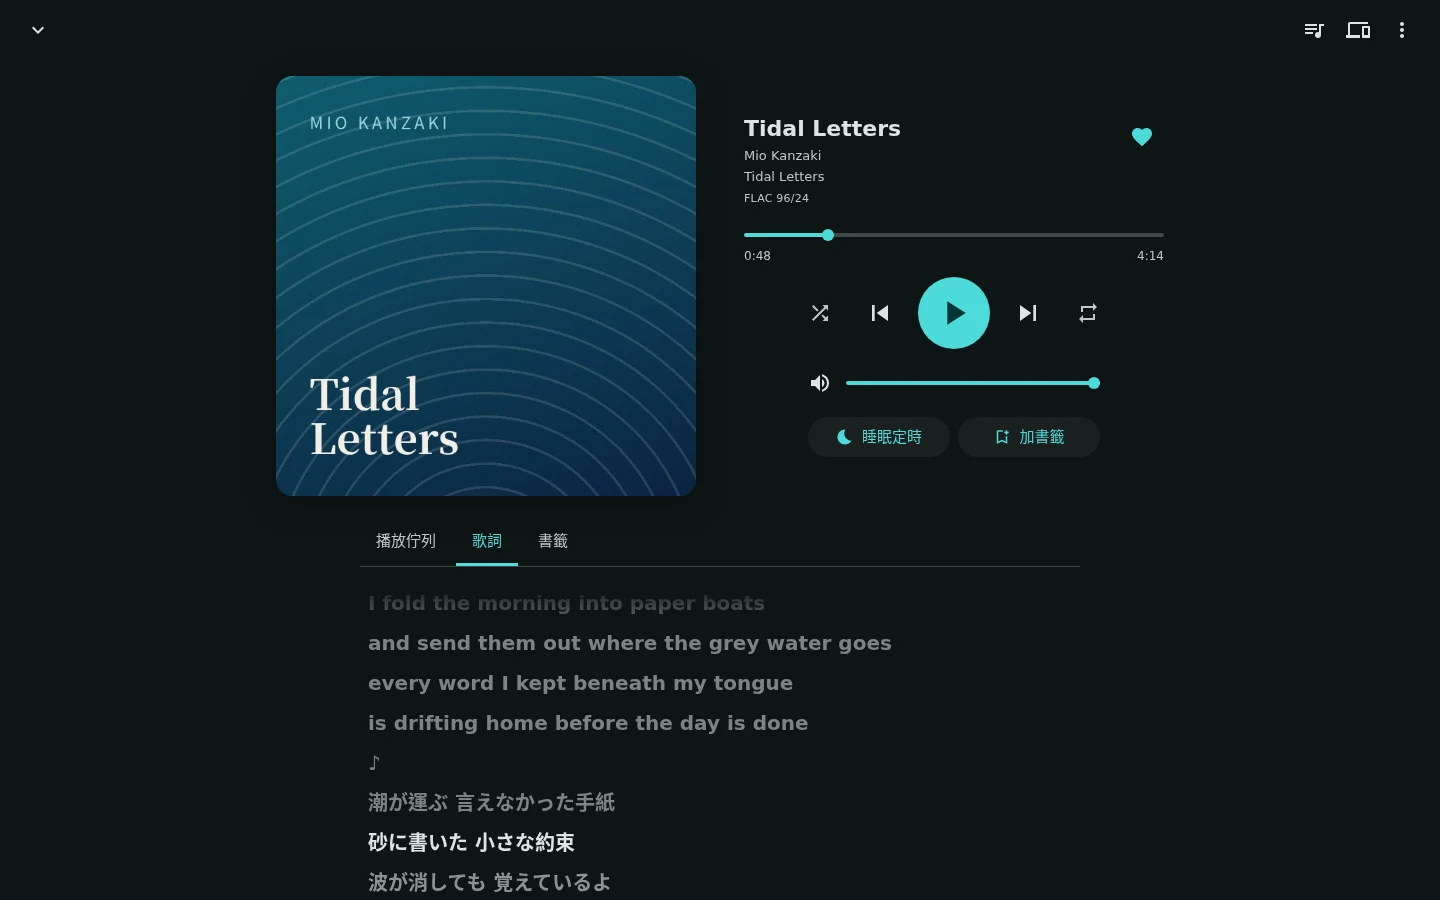 MIO KANZAKI
Tidal
Letters
Tidal Letters
Mio Kanzaki
Tidal Letters
FLAC 96/24
0:48
4:14
睡眠定時
加書籤
播放佇列
歌詞
書籤
I fold the morning into paper boats
and send them out where the grey water goes
every word I kept beneath my tongue
is drifting home before the day is done
♪
潮が運ぶ 言えなかった手紙
砂に書いた 小さな約束
波が消しても 覚えているよ